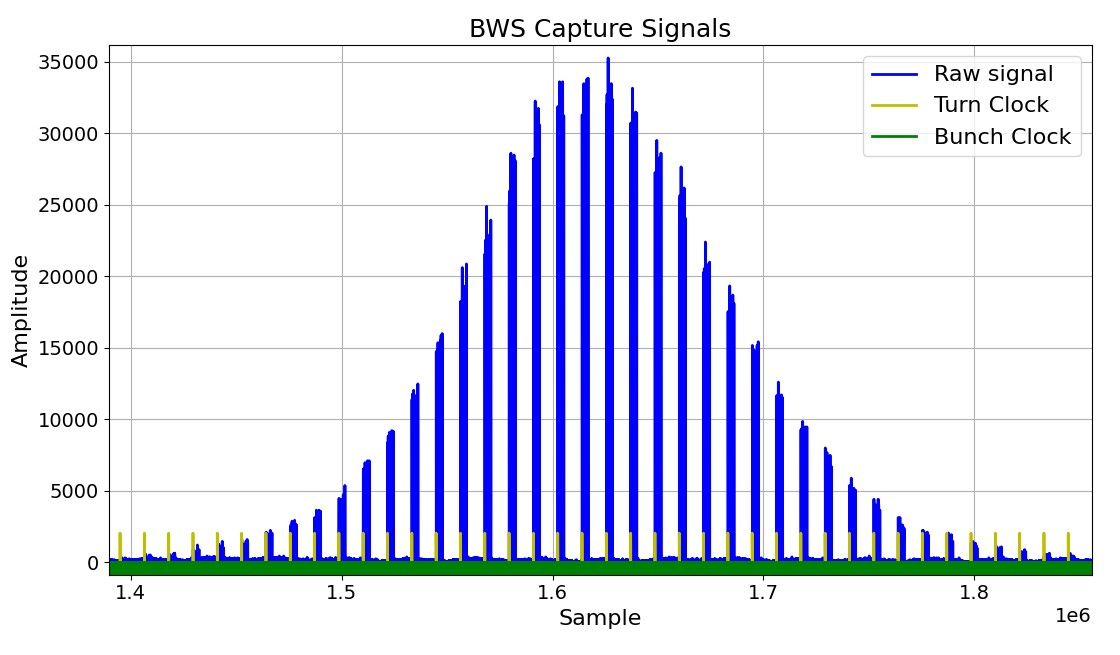 BWS Capture Signals
Raw signal
Turn Clock
Bunch Clock
Amplitude
35000
30000
25000
20000
15000
10000
5000
0
1.4 1.5 1.6 1.7 1.8
1e6
Sample